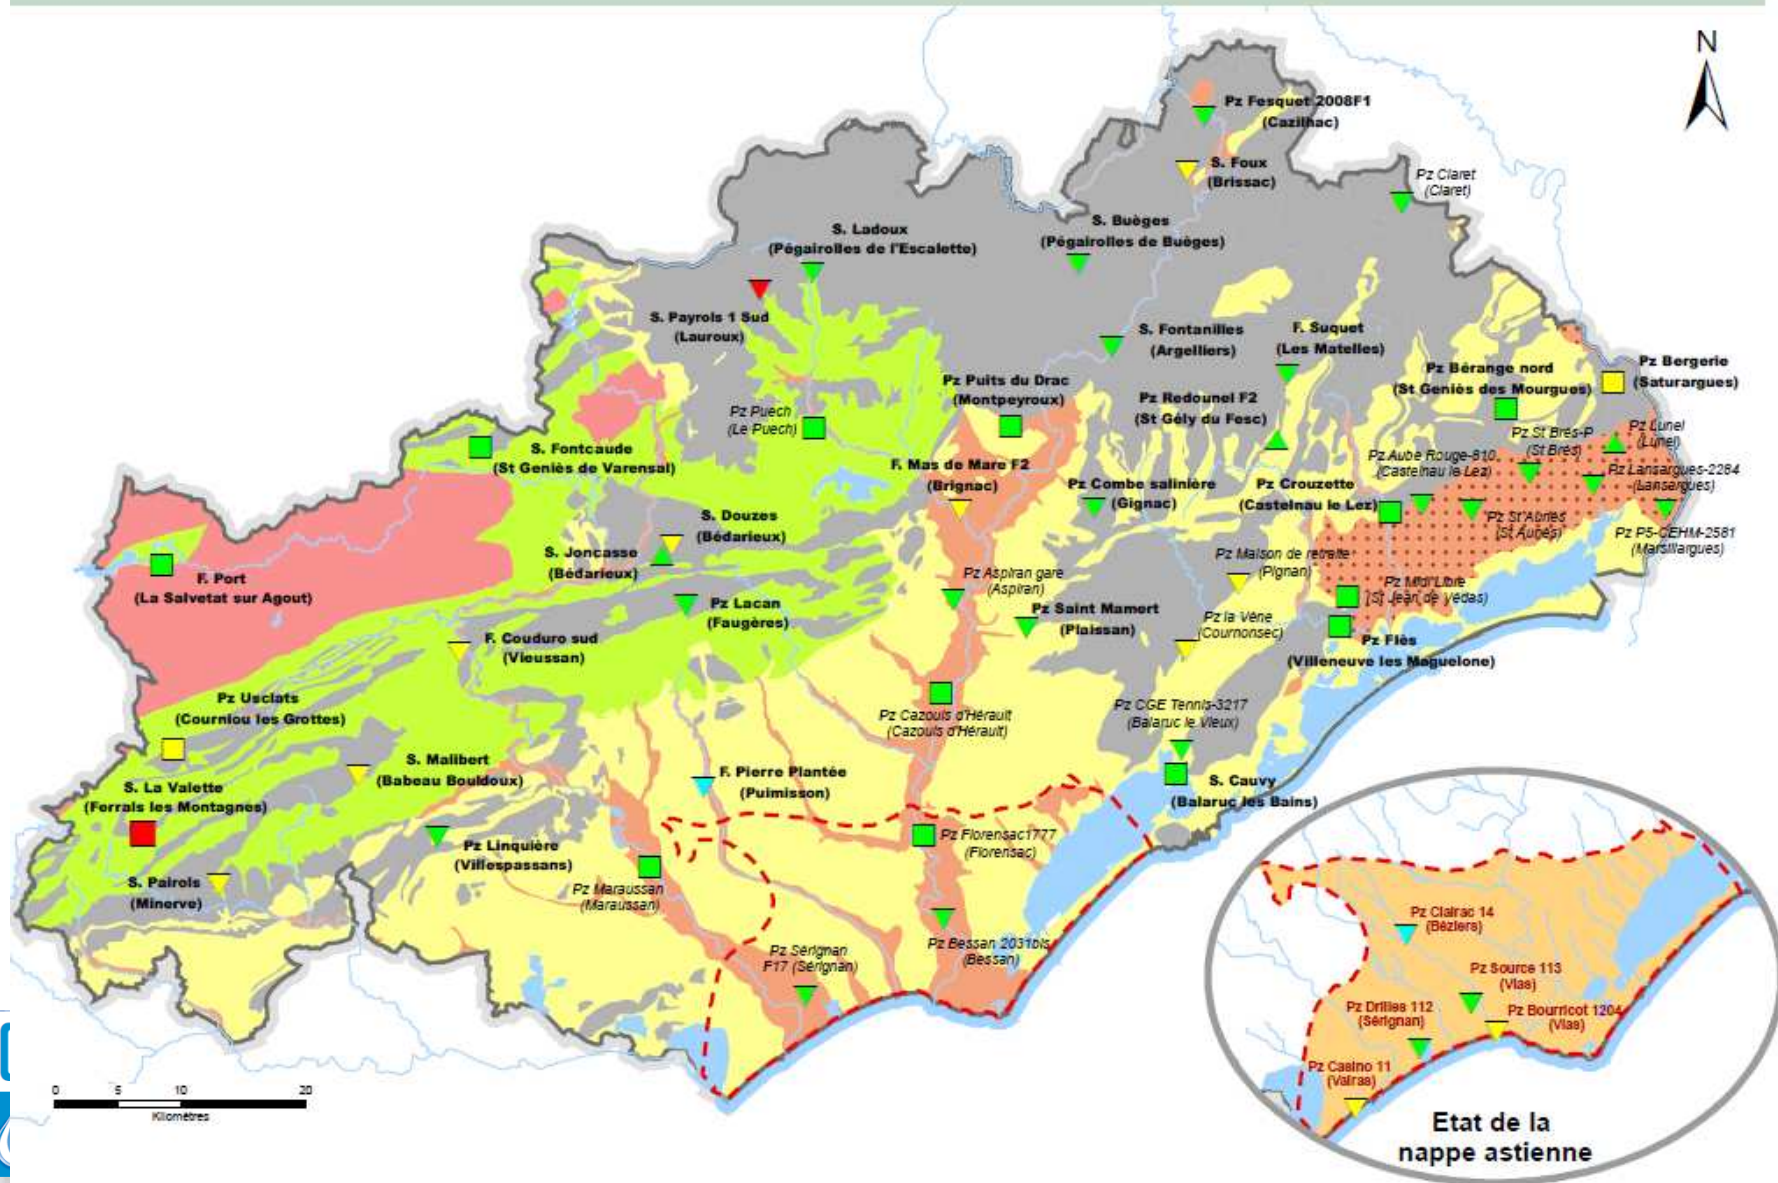 N
Pz Fesquet 2008F1
(Cazilhac)
S. Foux
(Brissac)
Pz Claret
(Claret)
S. Buèges
(Pégairolles de Buèges)
S. Ladoux
(Pégairolles de l'Escalette)
S. Payrols 1 Sud
(Lauroux)
S. Fontanilles
(Argelliers)
F. Suquet
(Les Matelles)
Pz Bérange nord
(St Geniès des Mourgues)
Pz Bergerie
(Saturargues)
Pz Puits du Drac
(Montpeyroux)
Pz Redounel F2
(St Gély du Fesc)
Pz Puech
(Le Puech)
S. Fontcaude
(St Geniès de Varensal)
Pz St Brès-P
(St Brès)
Pz Lunel
(Lunel)
Pz Aube Rouge-810
(Castelnau le Lez)
Pz Lansargues-2284
(Lansargues)
F. Mas de Mare F2
(Brignac)
Pz Combe salinière
(Gignac)
Pz Crouzette
(Castelnau le Lez)
Pz St Aunès
(St Aunès)
Pz P5-CEHM-2581
(Marsillargues)
S. Douzes
(Bédarieux)
S. Joncasse
(Bédarieux)
Pz Maison de retraite
(Pignan)
F. Port
(La Salvetat sur Agout)
Pz Aspiran gare
(Aspiran)
Pz Midi Libre
(St Jean de Védas)
Pz Lacan
(Faugères)
Pz Saint Mamert
(Plaissan)
Pz la Vène
(Cournonsec)
F. Couduro sud
(Vieussan)
Pz Flès
(Villeneuve les Maguelone)
Pz Usclats
(Courniou les Grottes)
Pz Cazouls d'Hérault
(Cazouls d'Hérault)
Pz CGE Tennis-3217
(Balaruc le Vieux)
S. Malibert
(Babeau Bouldoux)
F. Pierre Plantée
(Puimisson)
S. Cauvy
(Balaruc les Bains)
S. La Valette
(Ferrals les Montagnes)
Pz Linquière
(Villespassans)
Pz Florensac1777
(Florensac)
S. Pairols
(Minerve)
Pz Maraussan
(Maraussan)
Pz Sérignan
F17 (Sérignan)
Pz Bessan 2031bis
(Bessan)
Pz Clairac 14
(Béziers)
Pz Source 113
(Vias)
Pz Drilles 112
(Sérignan)
Pz Bourricot 1204
(Vias)
Pz Casino 11
(Valras)
Etat de la
nappe astienne
0 5 10 20
Kilomètres